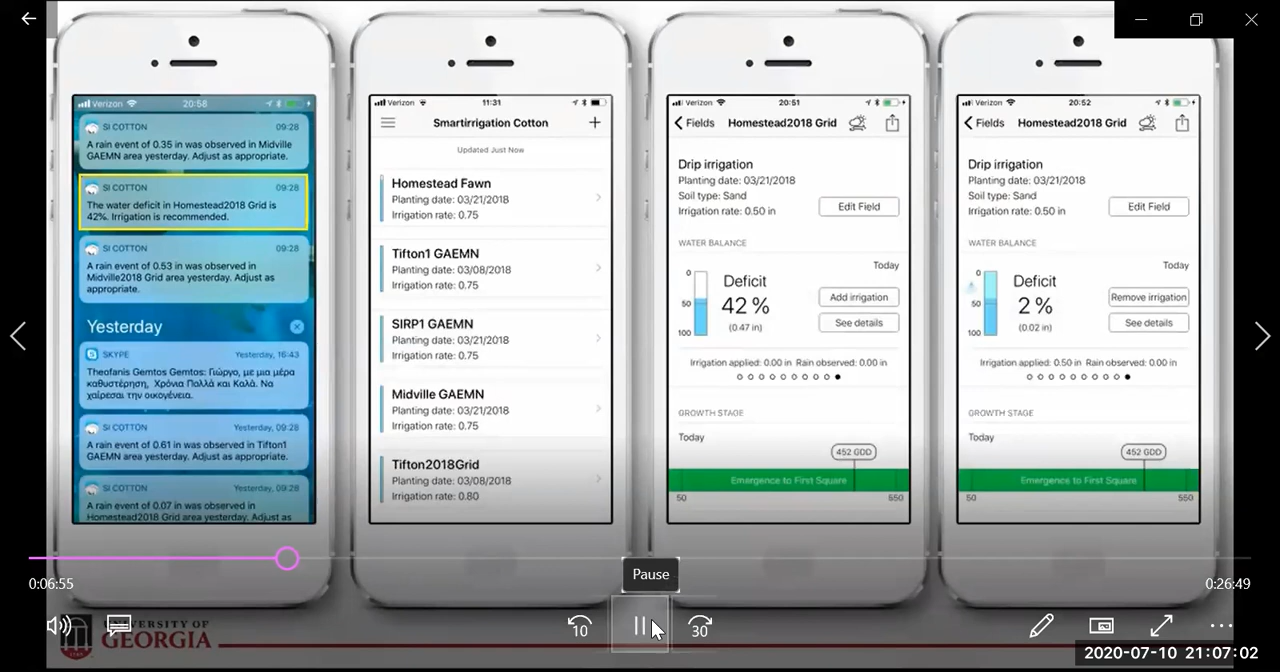 Verizon 20:58
SI COTTON 09:28
A rain event of 0.35 in was observed in Midville
GAEMN area yesterday. Adjust as appropriate.
SI COTTON 09:28
The water deficit in Homestead2018 Grid is
42%. Irrigation is recommended.
SI COTTON 09:28
A rain event of 0.53 in was observed in
Midville2018 Grid area yesterday. Adjust as
appropriate.
Yesterday
SKYPE Yesterday, 16:43
Theofanis Gemtos Gemtos: Γιώργο, με μια μέρα
καθυστέρηση, Χρόνια Πολλά και Καλά. Να
χαίρεσαι την οικογένεια.
SI COTTON Yesterday, 09:28
A rain event of 0.61 in was observed in Tifton1
GAEMN area yesterday. Adjust as appropriate.
SI COTTON Yesterday, 09:28
A rain event of 0.07 in was observed in
Homestead2018 Grid area yesterday. Adjust as
Verizon 11:31
Smartirrigation Cotton +
Updated Just Now
Homestead Fawn
Planting date: 03/21/2018
Irrigation rate: 0.75
Tifton1 GAEMN
Planting date: 03/08/2018
Irrigation rate: 0.75
SIRP1 GAEMN
Planting date: 03/21/2018
Irrigation rate: 0.75
Midville GAEMN
Planting date: 03/21/2018
Irrigation rate: 0.75
Tifton2018Grid
Planting date: 03/08/2018
Irrigation rate: 0.80
Verizon 20:51
Fields Homestead2018 Grid
Drip irrigation
Planting date: 03/21/2018
Soil type: Sand
Irrigation rate: 0.50 in
Edit Field
WATER BALANCE
Today
0
50
100
Deficit
42 %
(0.47 in)
Add irrigation
See details
Irrigation applied: 0.00 in Rain observed: 0.00 in
GROWTH STAGE
Today
452 GDD
Emergence to First Square
50 550
Verizon 20:52
Fields Homestead2018 Grid
Drip irrigation
Planting date: 03/21/2018
Soil type: Sand
Irrigation rate: 0.50 in
Edit Field
WATER BALANCE
Today
0
50
100
Deficit
2 %
(0.02 in)
Remove irrigation
See details
Irrigation applied: 0.50 in Rain observed: 0.00 in
GROWTH STAGE
Today
452 GDD
Emergence to First Square
50 550
Pause
0:06:55
0:26:49
10
30
UNIVERSITY OF
GEORGIA
2020-07-10 21:07:02